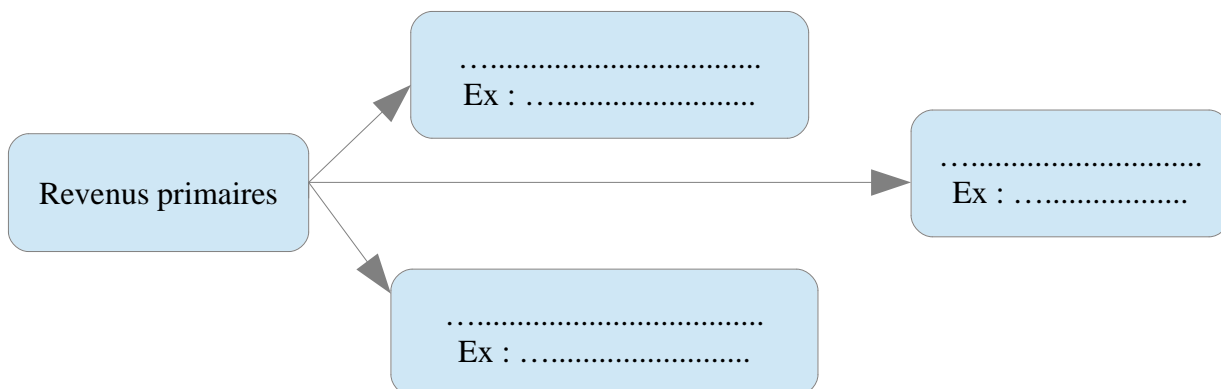 …..................................
Ex : ….........................
Revenus primaires
….............................
Ex : …..................
…....................................
Ex : ….........................